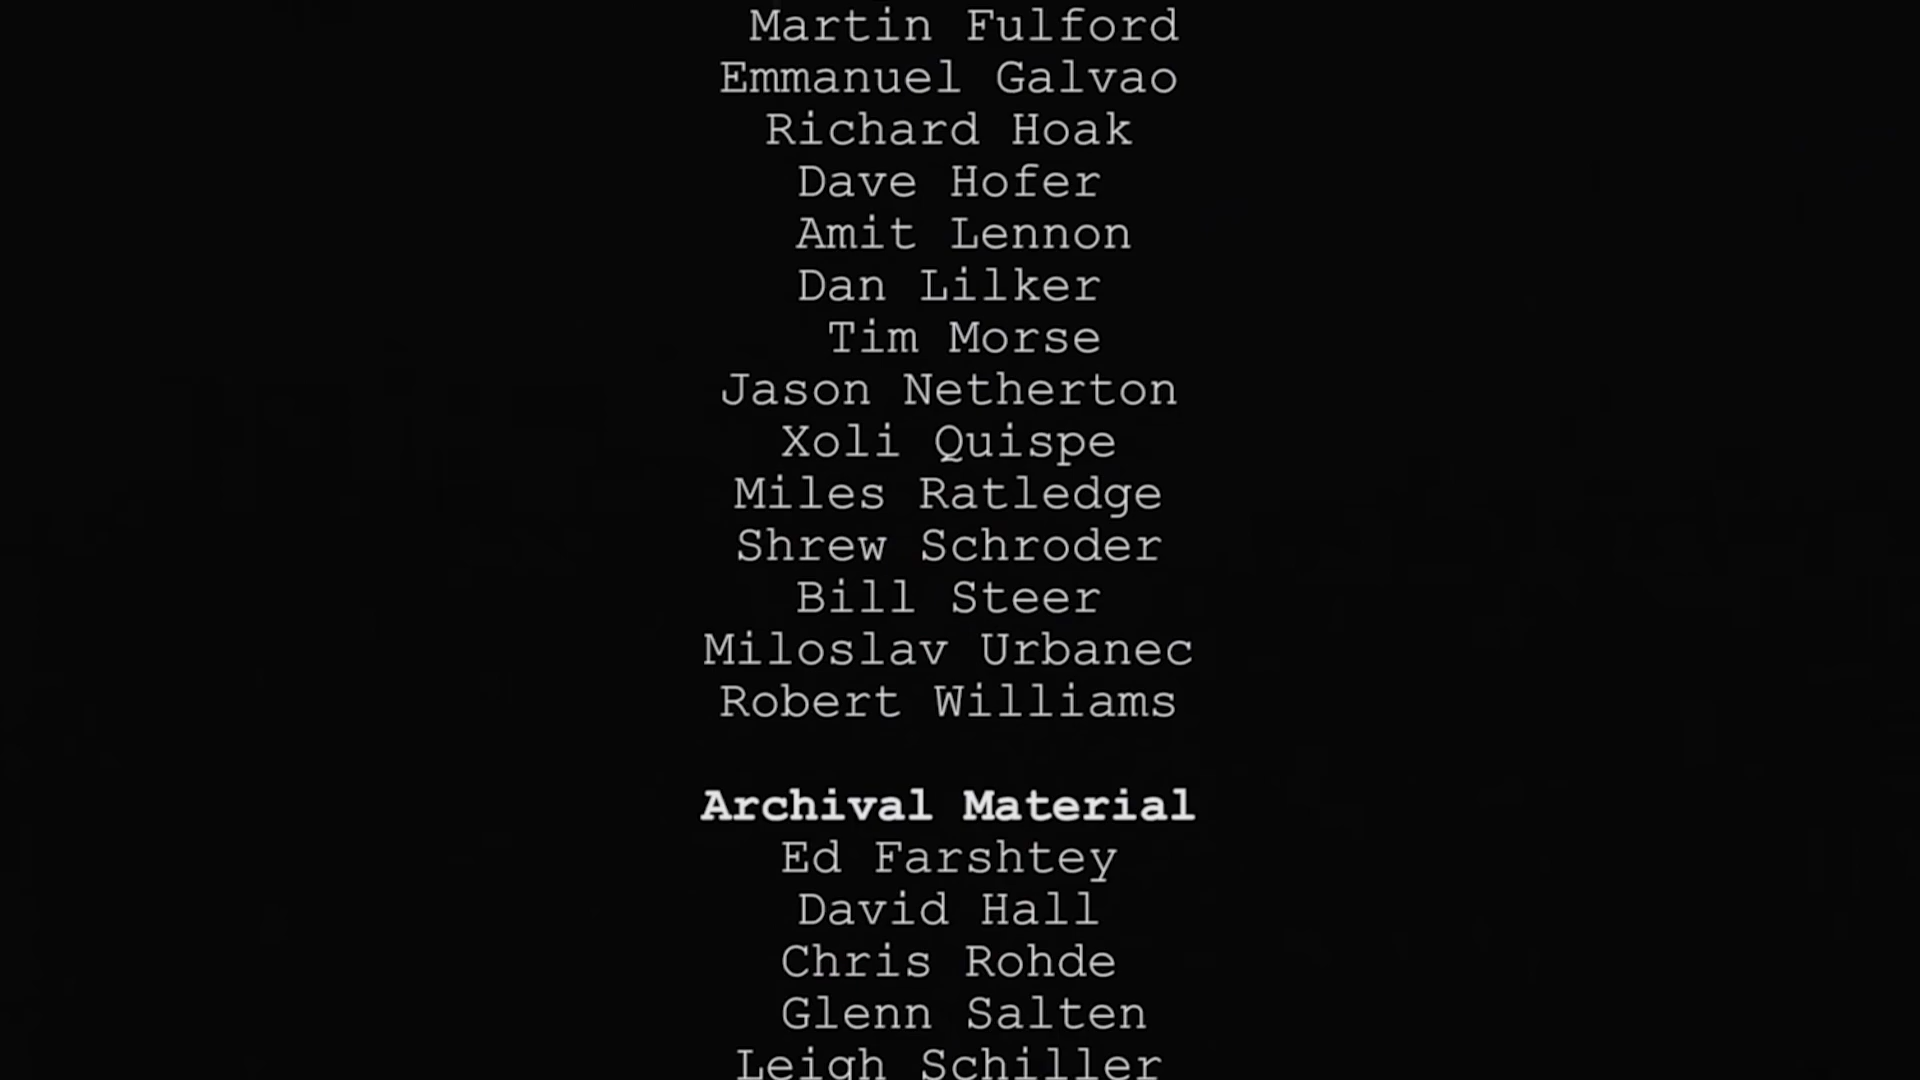 Martin Fulford
Emmanuel Galvao
Richard Hoak
Dave Hofer
Amit Lennon
Dan Lilker
Tim Morse
Jason Netherton
Xoli Quispe
Miles Ratledge
Shrew Schroder
Bill Steer
Miloslav Urbanec
Robert Williams
Archival Material
Ed Farshtey
David Hall
Chris Rohde
Glenn Salten
Leigh Schiller